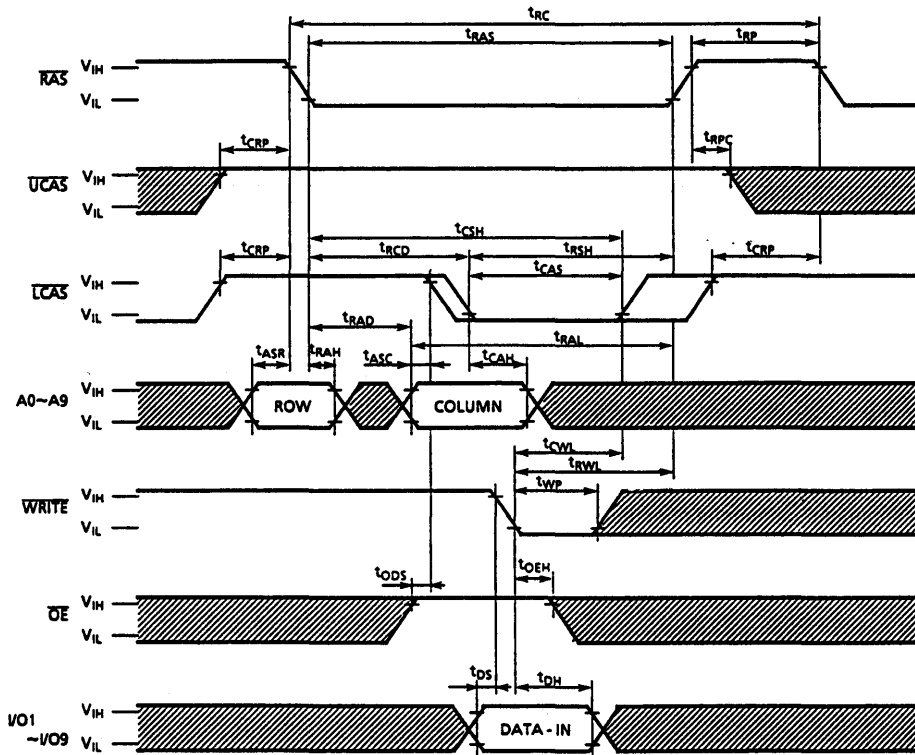 tRC
tRAS
tRP
RAS
VIH
VIL
tCRP
tRPC
UCAS
VIH
VIL
tCSH
tCRP
tRCD
tRSH
tCRP
tCAS
LCAS
VIH
VIL
tRAD
tRAL
tASR
tRAH
tASC
tCAH
A0~A9
VIH
VIL
ROW
COLUMN
tCWL
tRWL
tWP
WRITE
VIH
VIL
tODS
tOEH
OE
VIH
VIL
tDS
tDH
I/O1
~I/O9
VIH
VIL
DATA-IN